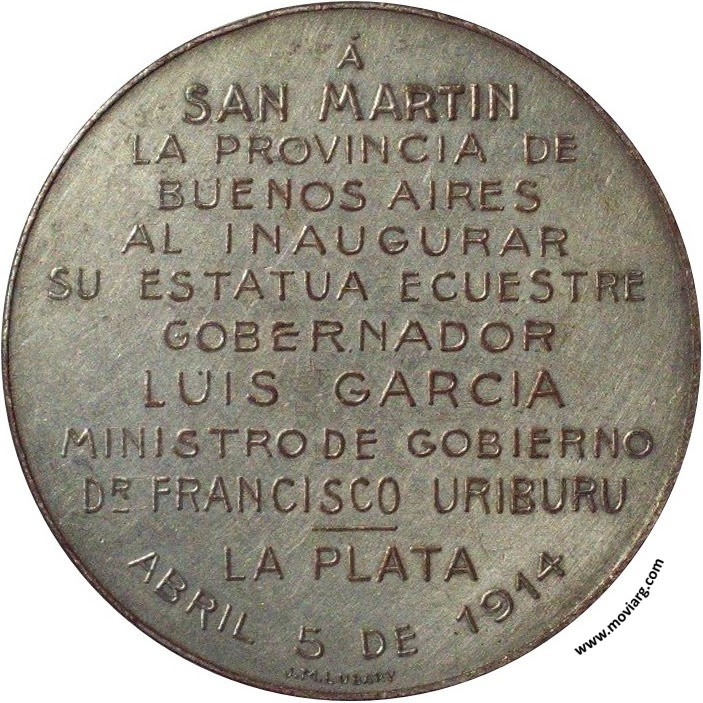 Á
SAN MARTIN
LA PROVINCIA DE
BUENOS AIRES
AL INAUGURAR
SU ESTATUA ECUESTRE
GOBERNADOR
LUIS GARCIA
MINISTRO DE GOBIERNO
DR FRANCISCO URIBURU
LA PLATA
ABRIL 5 DE 1914
J.M.LUBARY
www.moviarg.com